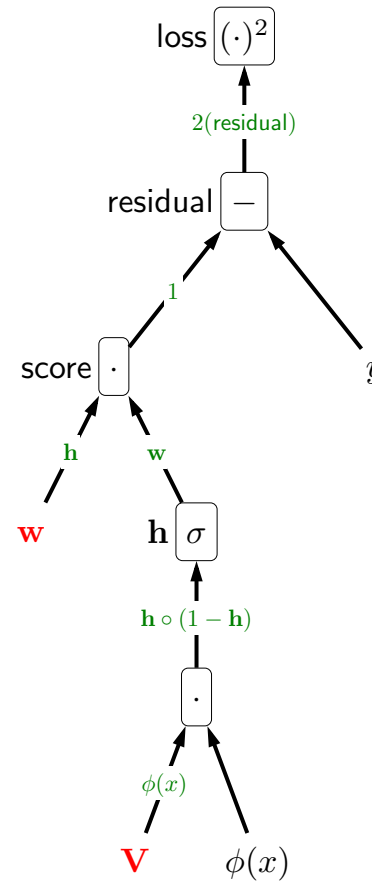 loss (·)²
2(residual)
residual −
1
score ·
h w
w
h σ
h ∘ (1 − h)
·
φ(x)
V φ(x)